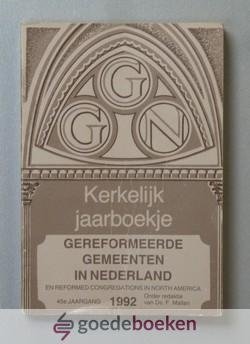 G
G N
Kerkelijk
jaarboekje
GEREFORMEERDE
GEMEENTEN
IN NEDERLAND
EN REFORMED CONGREGATIONS IN NORTH AMERICA
45e JAARGANG 1992 Onder redaktie
van Ds. F. Mallan
goedeboeken